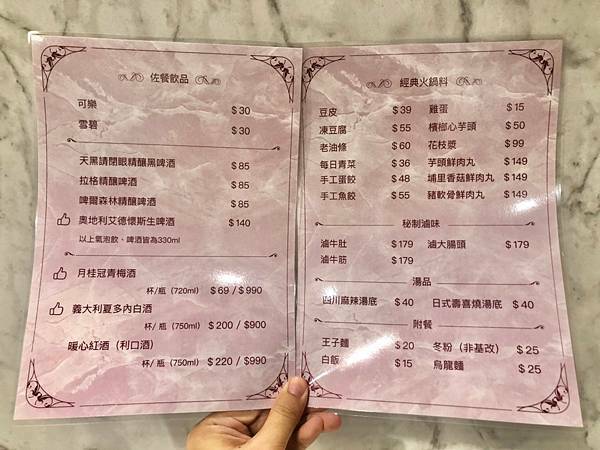 佐餐飲品
可樂 $30
雪碧 $30
天黑請閉眼精釀黑啤酒 $85
拉格精釀啤酒 $85
啤爾森林精釀啤酒 $85
奧地利艾德懷斯生啤酒 $140
以上氣泡飲、啤酒皆為330ml
月桂冠青梅酒
杯/瓶（720ml） $69 / $990
義大利夏多內白酒
杯/瓶（750ml） $200 / $900
暖心紅酒（利口酒）
杯/瓶（750ml） $220 / $990
經典火鍋料
豆皮 $39 雞蛋 $15
凍豆腐 $55 檳榔心芋頭 $50
老油條 $60 花枝漿 $99
每日青菜 $36 芋頭鮮肉丸 $149
手工蛋餃 $48 埔里香菇鮮肉丸 $149
手工魚餃 $55 豬軟骨鮮肉丸 $149
秘制滷味
滷牛肚 $179 滷大腸頭 $179
滷牛筋 $179
湯品
四川麻辣湯底 $40 日式壽喜燒湯底 $40
附餐
王子麵 $20 冬粉（非基改） $25
白飯 $15 烏龍麵 $25